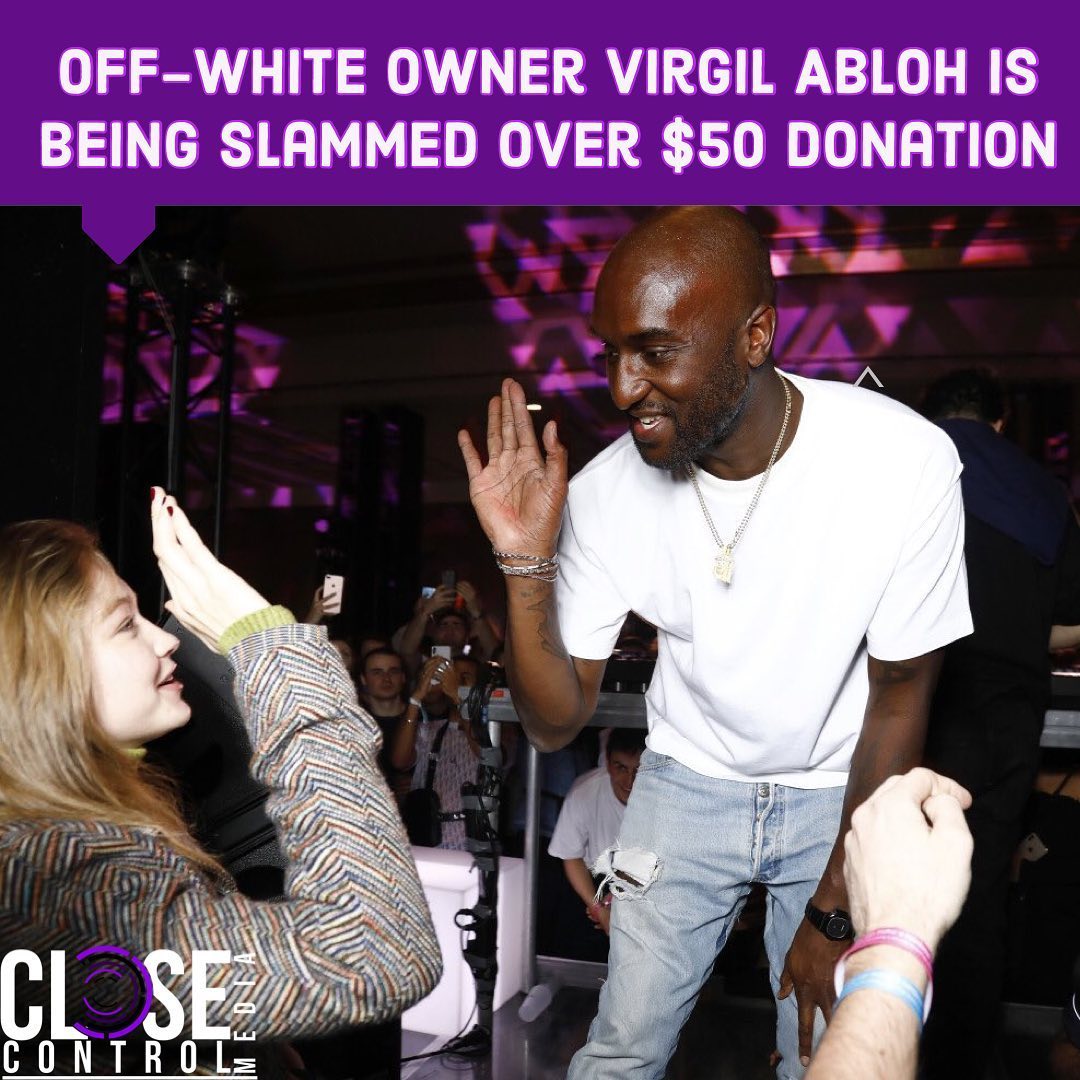 OFF-WHITE OWNER VIRGIL ABLOH IS
BEING SLAMMED OVER $50 DONATION
CLOSE
CONTROL
MEDIA